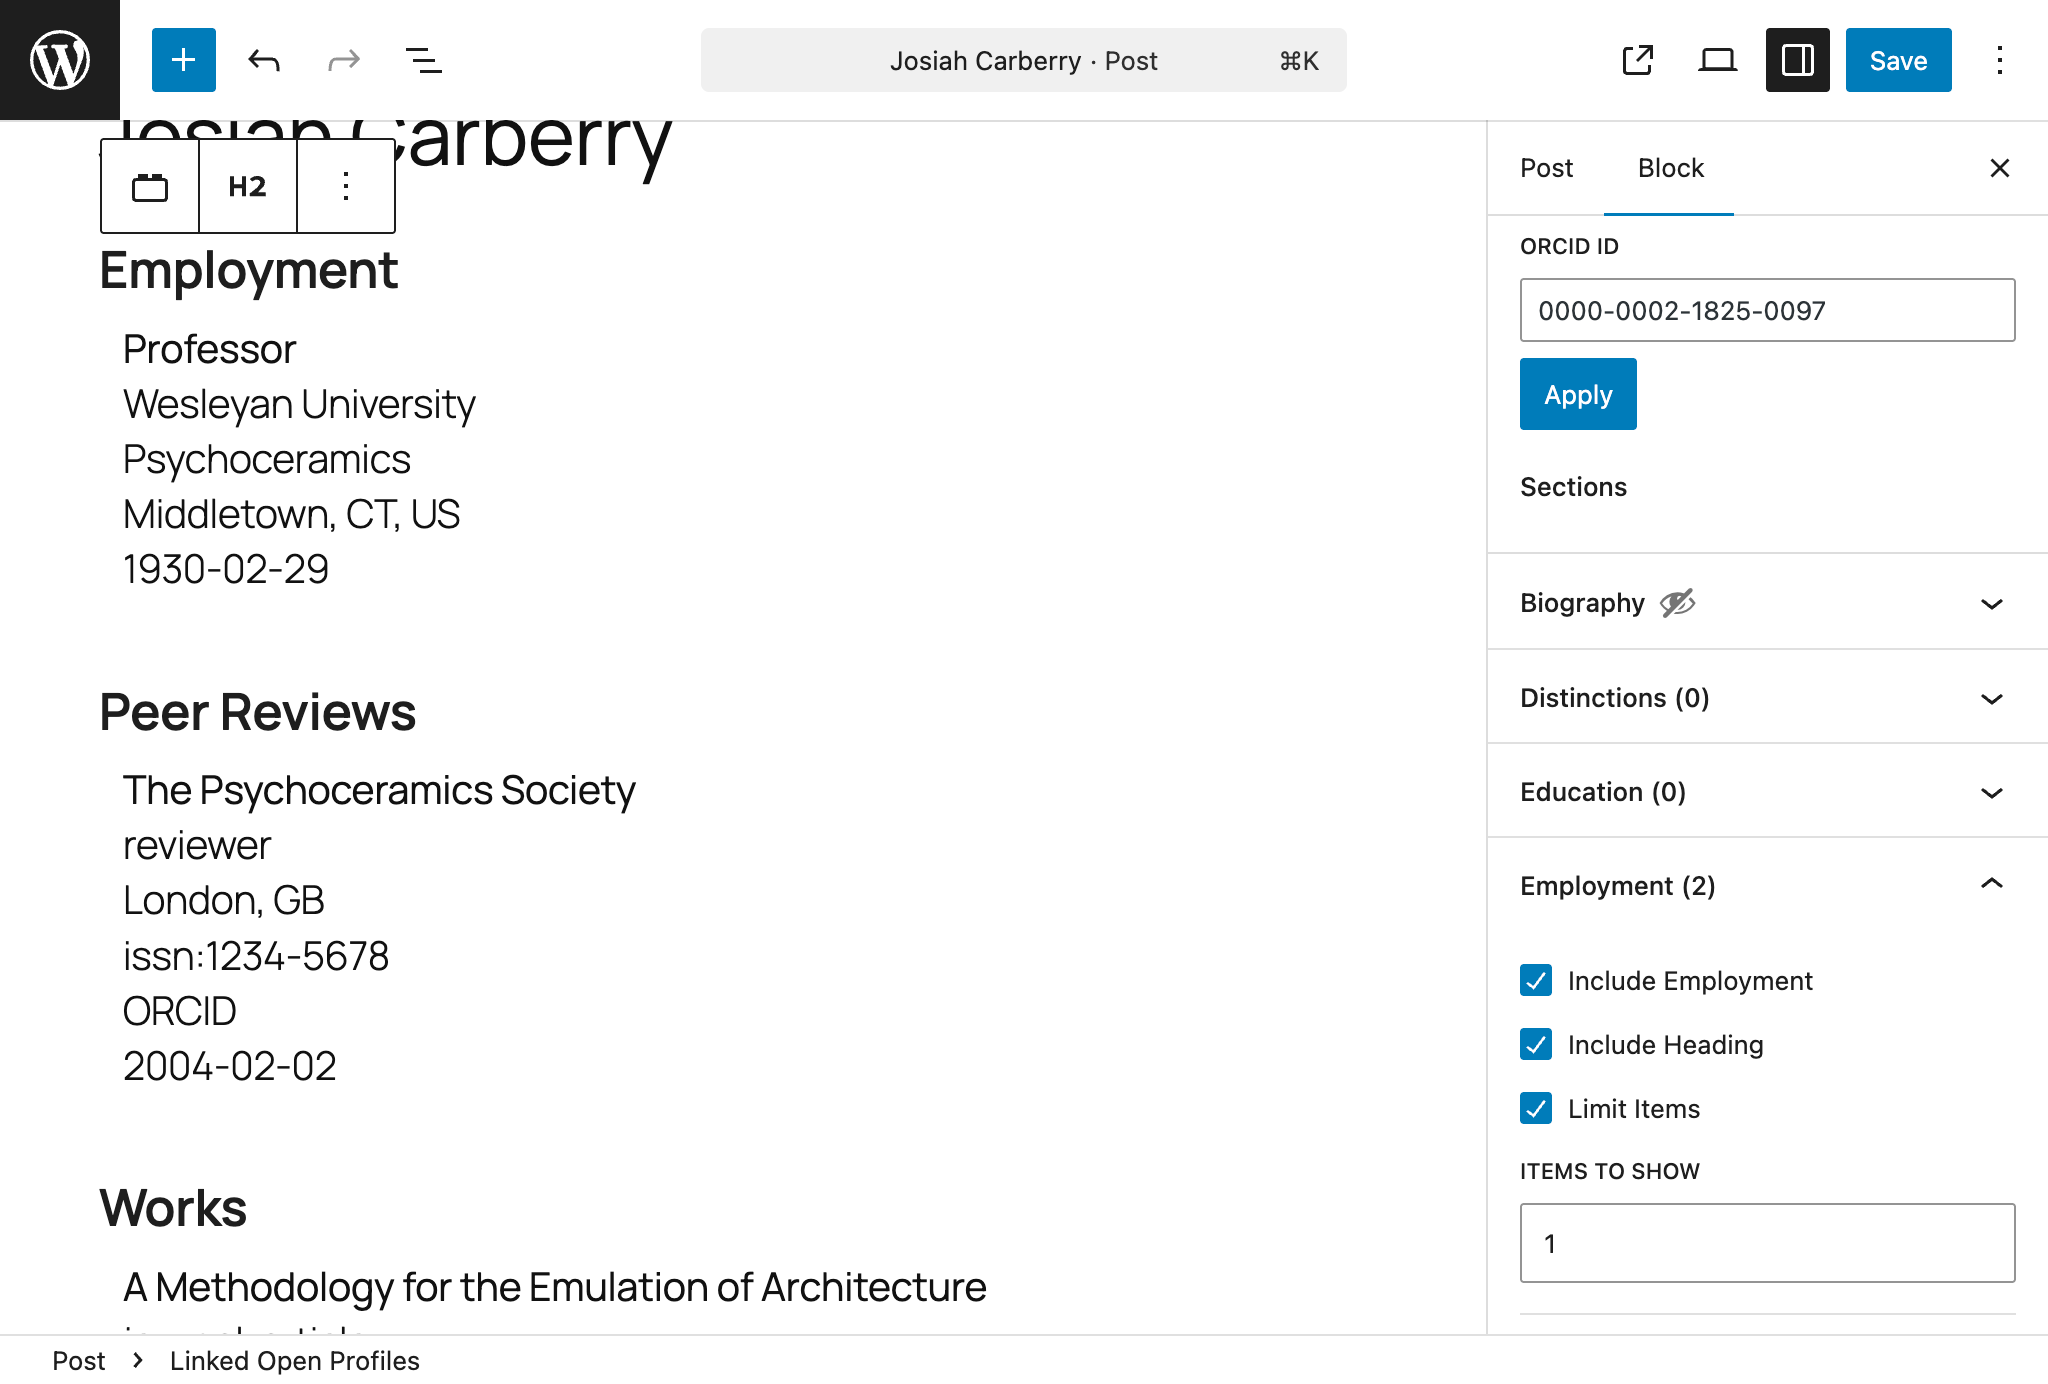 Josiah Carberry · Post ⌘K
Save
Josiah Carberry
H2
Employment
Professor
Wesleyan University
Psychoceramics
Middletown, CT, US
1930-02-29
Peer Reviews
The Psychoceramics Society
reviewer
London, GB
issn:1234-5678
ORCID
2004-02-02
Works
A Methodology for the Emulation of Architecture
Post Block
ORCID ID
0000-0002-1825-0097
Apply
Sections
Biography
Distinctions (0)
Education (0)
Employment (2)
Include Employment
Include Heading
Limit Items
ITEMS TO SHOW
1
Post > Linked Open Profiles